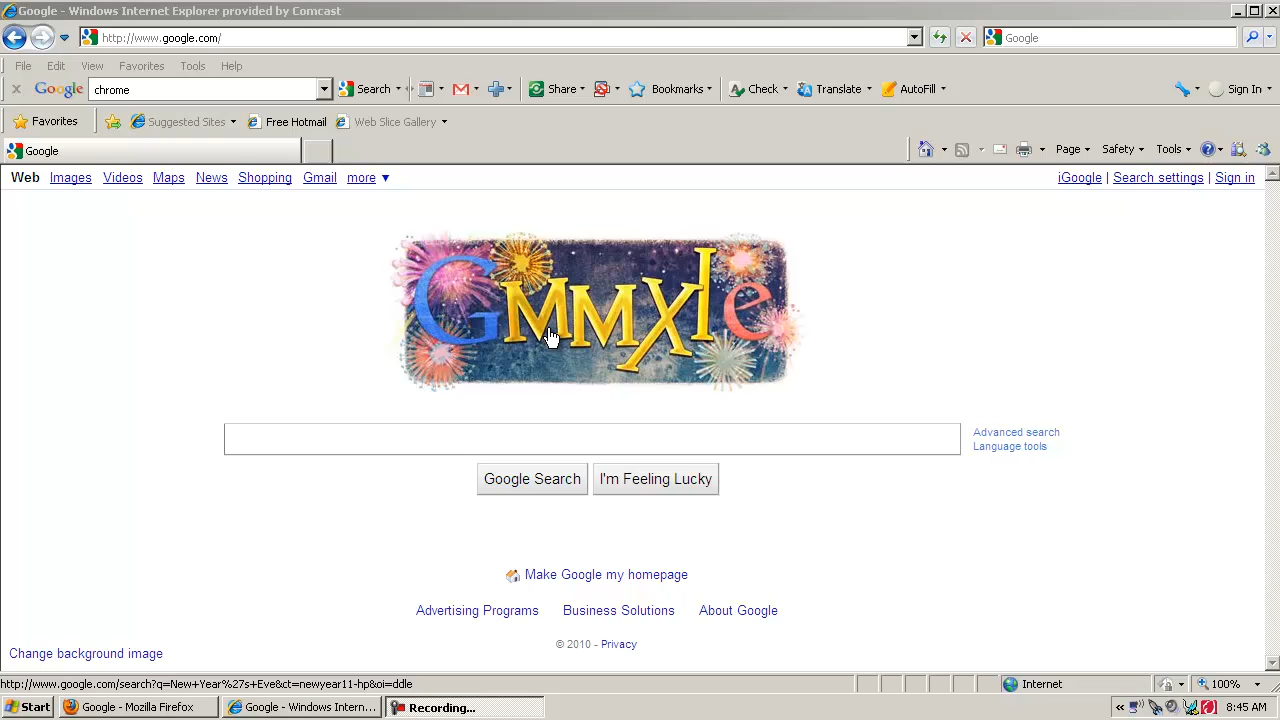 Google - Windows Internet Explorer provided by Comcast
http://www.google.com/
Google
File Edit View Favorites Tools Help
x Google chrome Search Share Bookmarks Check Translate AutoFill Sign In
Favorites Suggested Sites Free Hotmail Web Slice Gallery
Google Page Safety Tools
Web Images Videos Maps News Shopping Gmail more ▼ iGoogle | Search settings | Sign in
GMMXIe
Advanced search
Language tools
Google Search I'm Feeling Lucky
Make Google my homepage
Advertising Programs Business Solutions About Google
© 2010 - Privacy
Change background image
http://www.google.com/search?q=New+Year%27s+Eve&ct=newyear11-hp&oi=ddle Internet 100%
Start Google - Mozilla Firefox Google - Windows Intern... Recording... « 8:45 AM